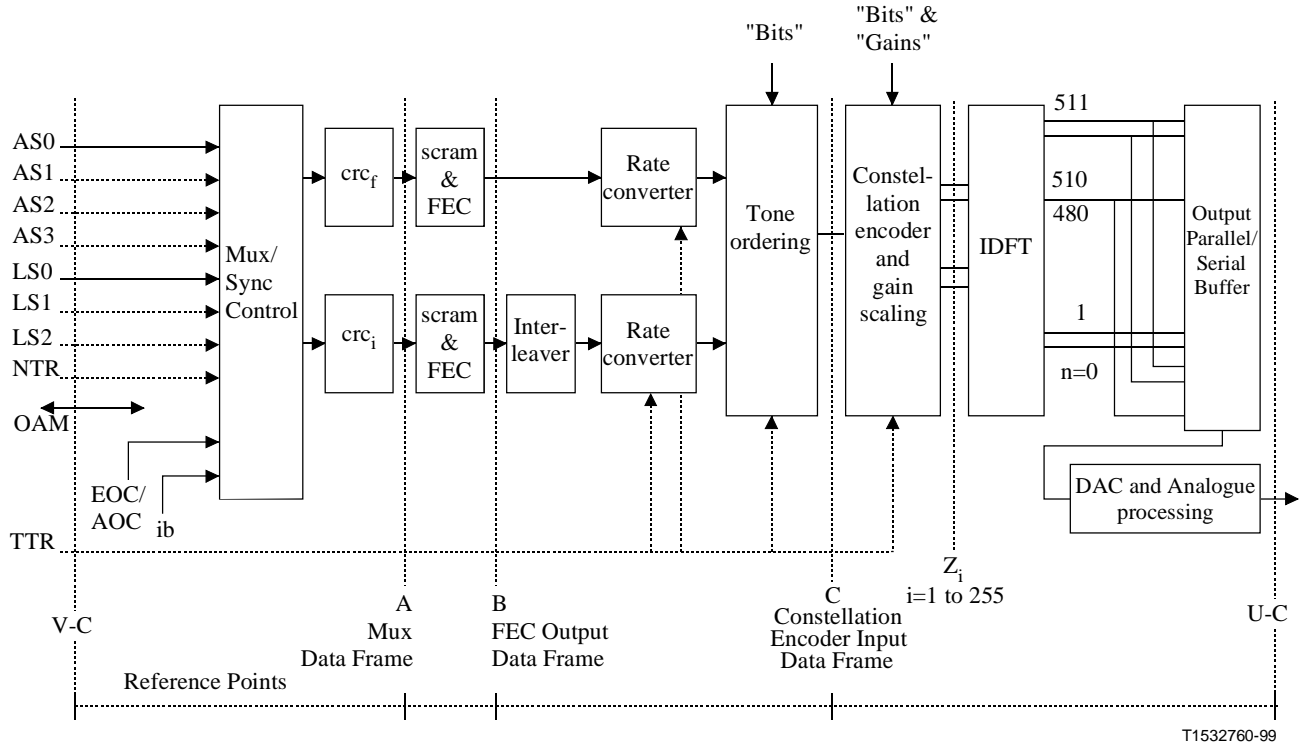 "Bits"
"Bits" &
"Gains"
AS0
AS1
AS2
AS3
LS0
LS1
LS2
NTR
OAM
EOC/
AOC
ib
TTR
Mux/
Sync
Control
crcf
crci
scram
&
FEC
scram
&
FEC
Inter-
leaver
Rate
converter
Rate
converter
Tone
ordering
Constel-
lation
encoder
and
gain
scaling
IDFT
511
510
480
1
n=0
Output
Parallel/
Serial
Buffer
DAC and Analogue
processing
V-C
A
Mux
Data Frame
B
FEC Output
Data Frame
C
Constellation
Encoder Input
Data Frame
Zi
i=1 to 255
U-C
Reference Points
T1532760-99